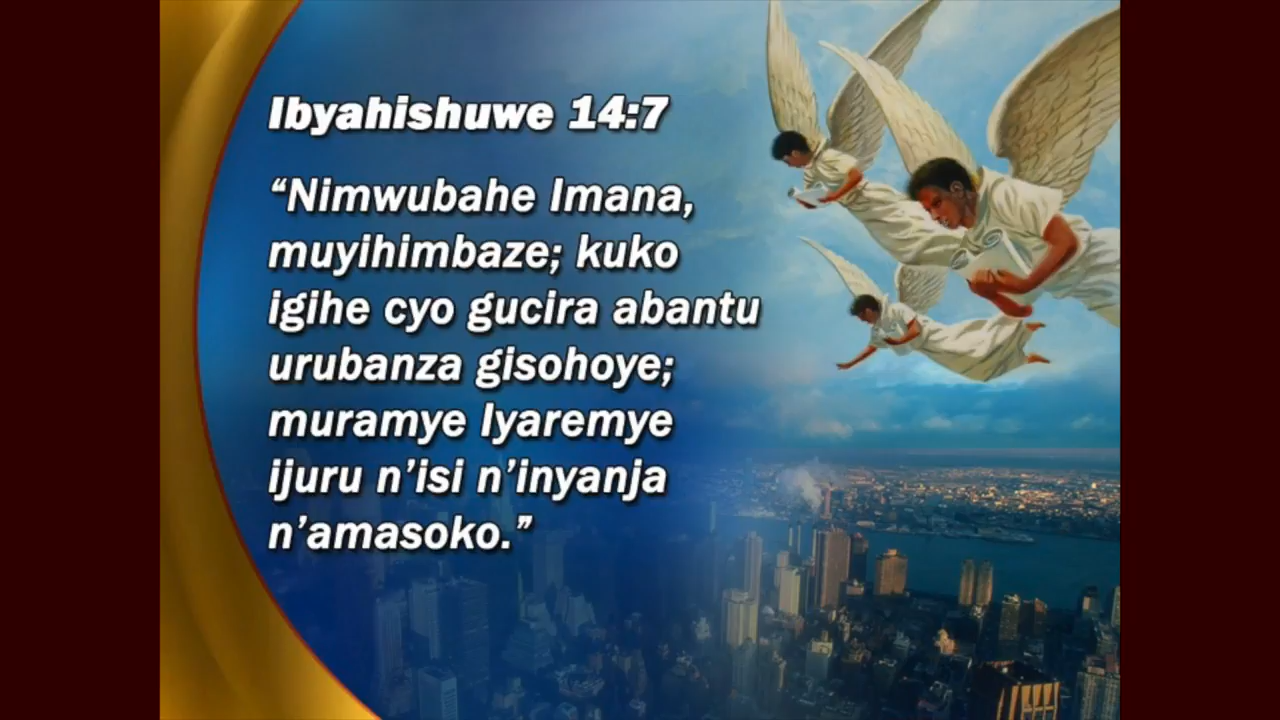 Ibyahishuwe 14:7
“Nimwubahe Imana,
muyihimbaze; kuko
igihe cyo gucira abantu
urubanza gisohoye;
muramye Iyaremye
ijuru n’isi n’inyanja
n’amasoko.”